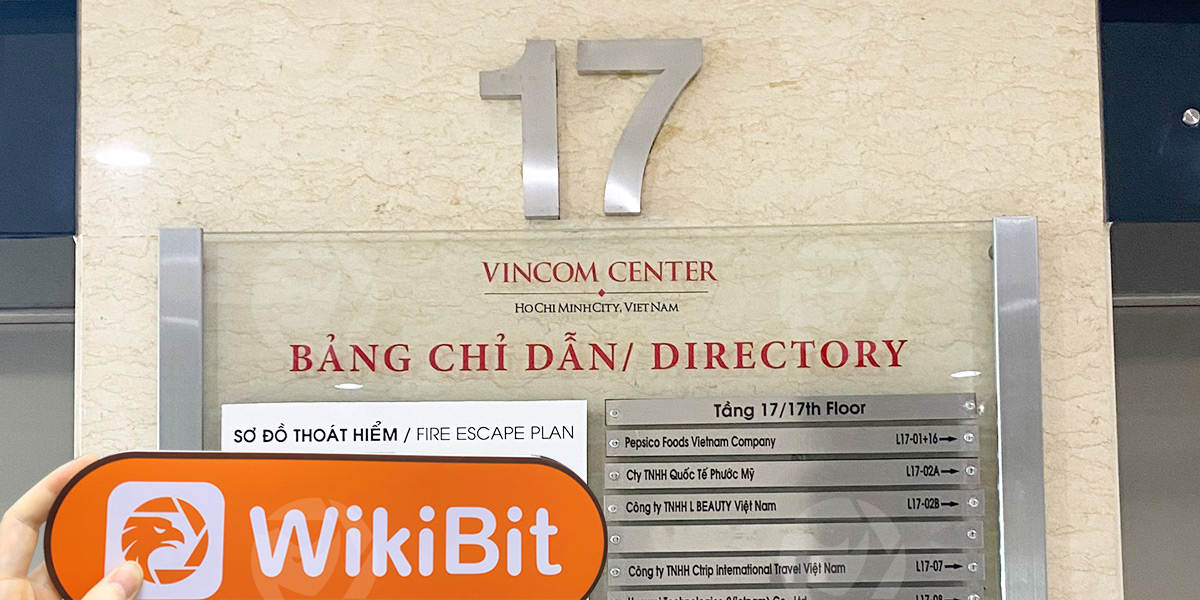 17
VINCOM CENTER
HO CHI MINH CITY, VIET NAM
BẢNG CHỈ DẪN/ DIRECTORY
SƠ ĐỒ THOÁT HIỂM / FIRE ESCAPE PLAN
WikiBit
Tầng 17/17th Floor
Pepsico Foods Vietnam Company L17-01+16
Cty TNHH Quốc Tế Phước Mỹ L17-02A
Công ty TNHH L BEAUTY Việt Nam L17-02B
Công ty TNHH Ctrip international Travel Việt Nam L17-07